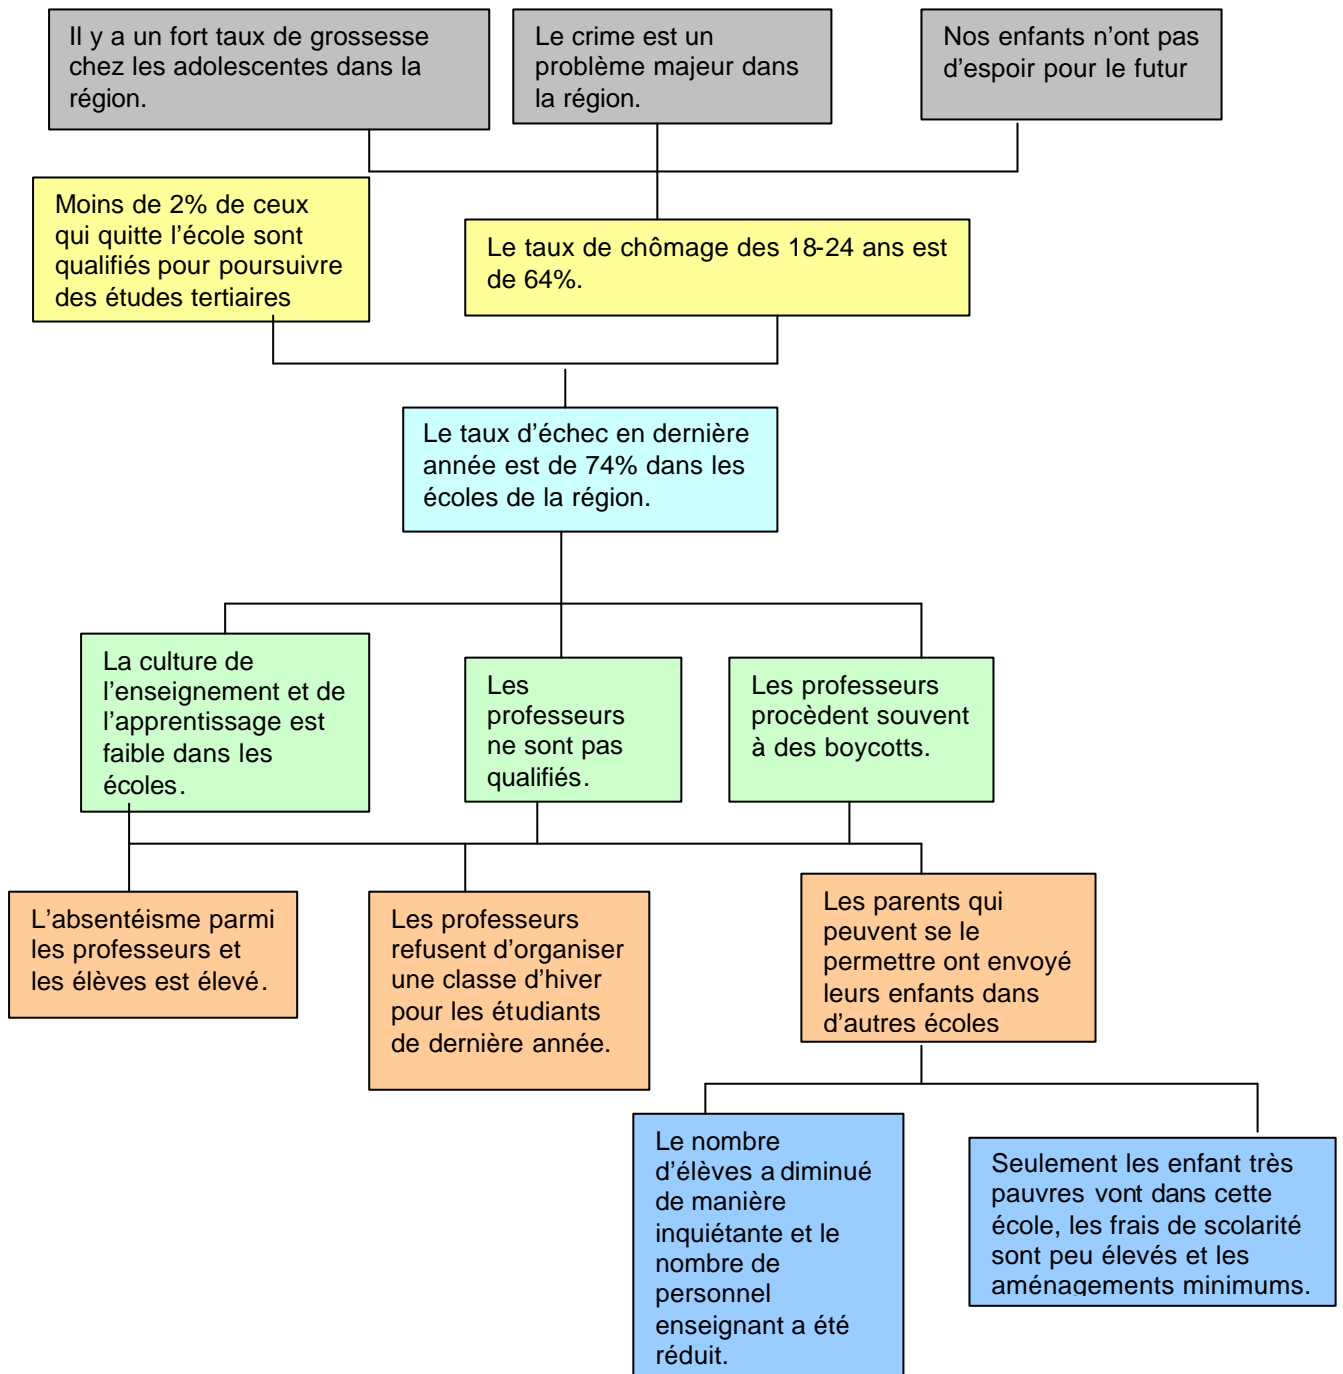 Il y a un fort taux de grossesse
chez les adolescentes dans la
région.
Le crime est un
problème majeur dans
la région.
Nos enfants n'ont pas
d'espoir pour le futur
Moins de 2% de ceux
qui quitte l'école sont
qualifiés pour poursuivre
des études tertiaires
Le taux de chômage des 18-24 ans est
de 64%.
Le taux d'échec en dernière
année est de 74% dans les
écoles de la région.
La culture de
l'enseignement et de
l'apprentissage est
faible dans les
écoles.
Les
professeurs
ne sont pas
qualifiés.
Les professeurs
procèdent souvent
à des boycotts.
L'absentéisme parmi
les professeurs et
les élèves est élevé.
Les professeurs
refusent d'organiser
une classe d'hiver
pour les étudiants
de dernière année.
Les parents qui
peuvent se le
permettre ont envoyé
leurs enfants dans
d'autres écoles
Le nombre
d'élèves a diminué
de manière
inquiétante et le
nombre de
personnel
enseignant a été
réduit.
Seulement les enfant très
pauvres vont dans cette
école, les frais de scolarité
sont peu élevés et les
aménagements minimums.